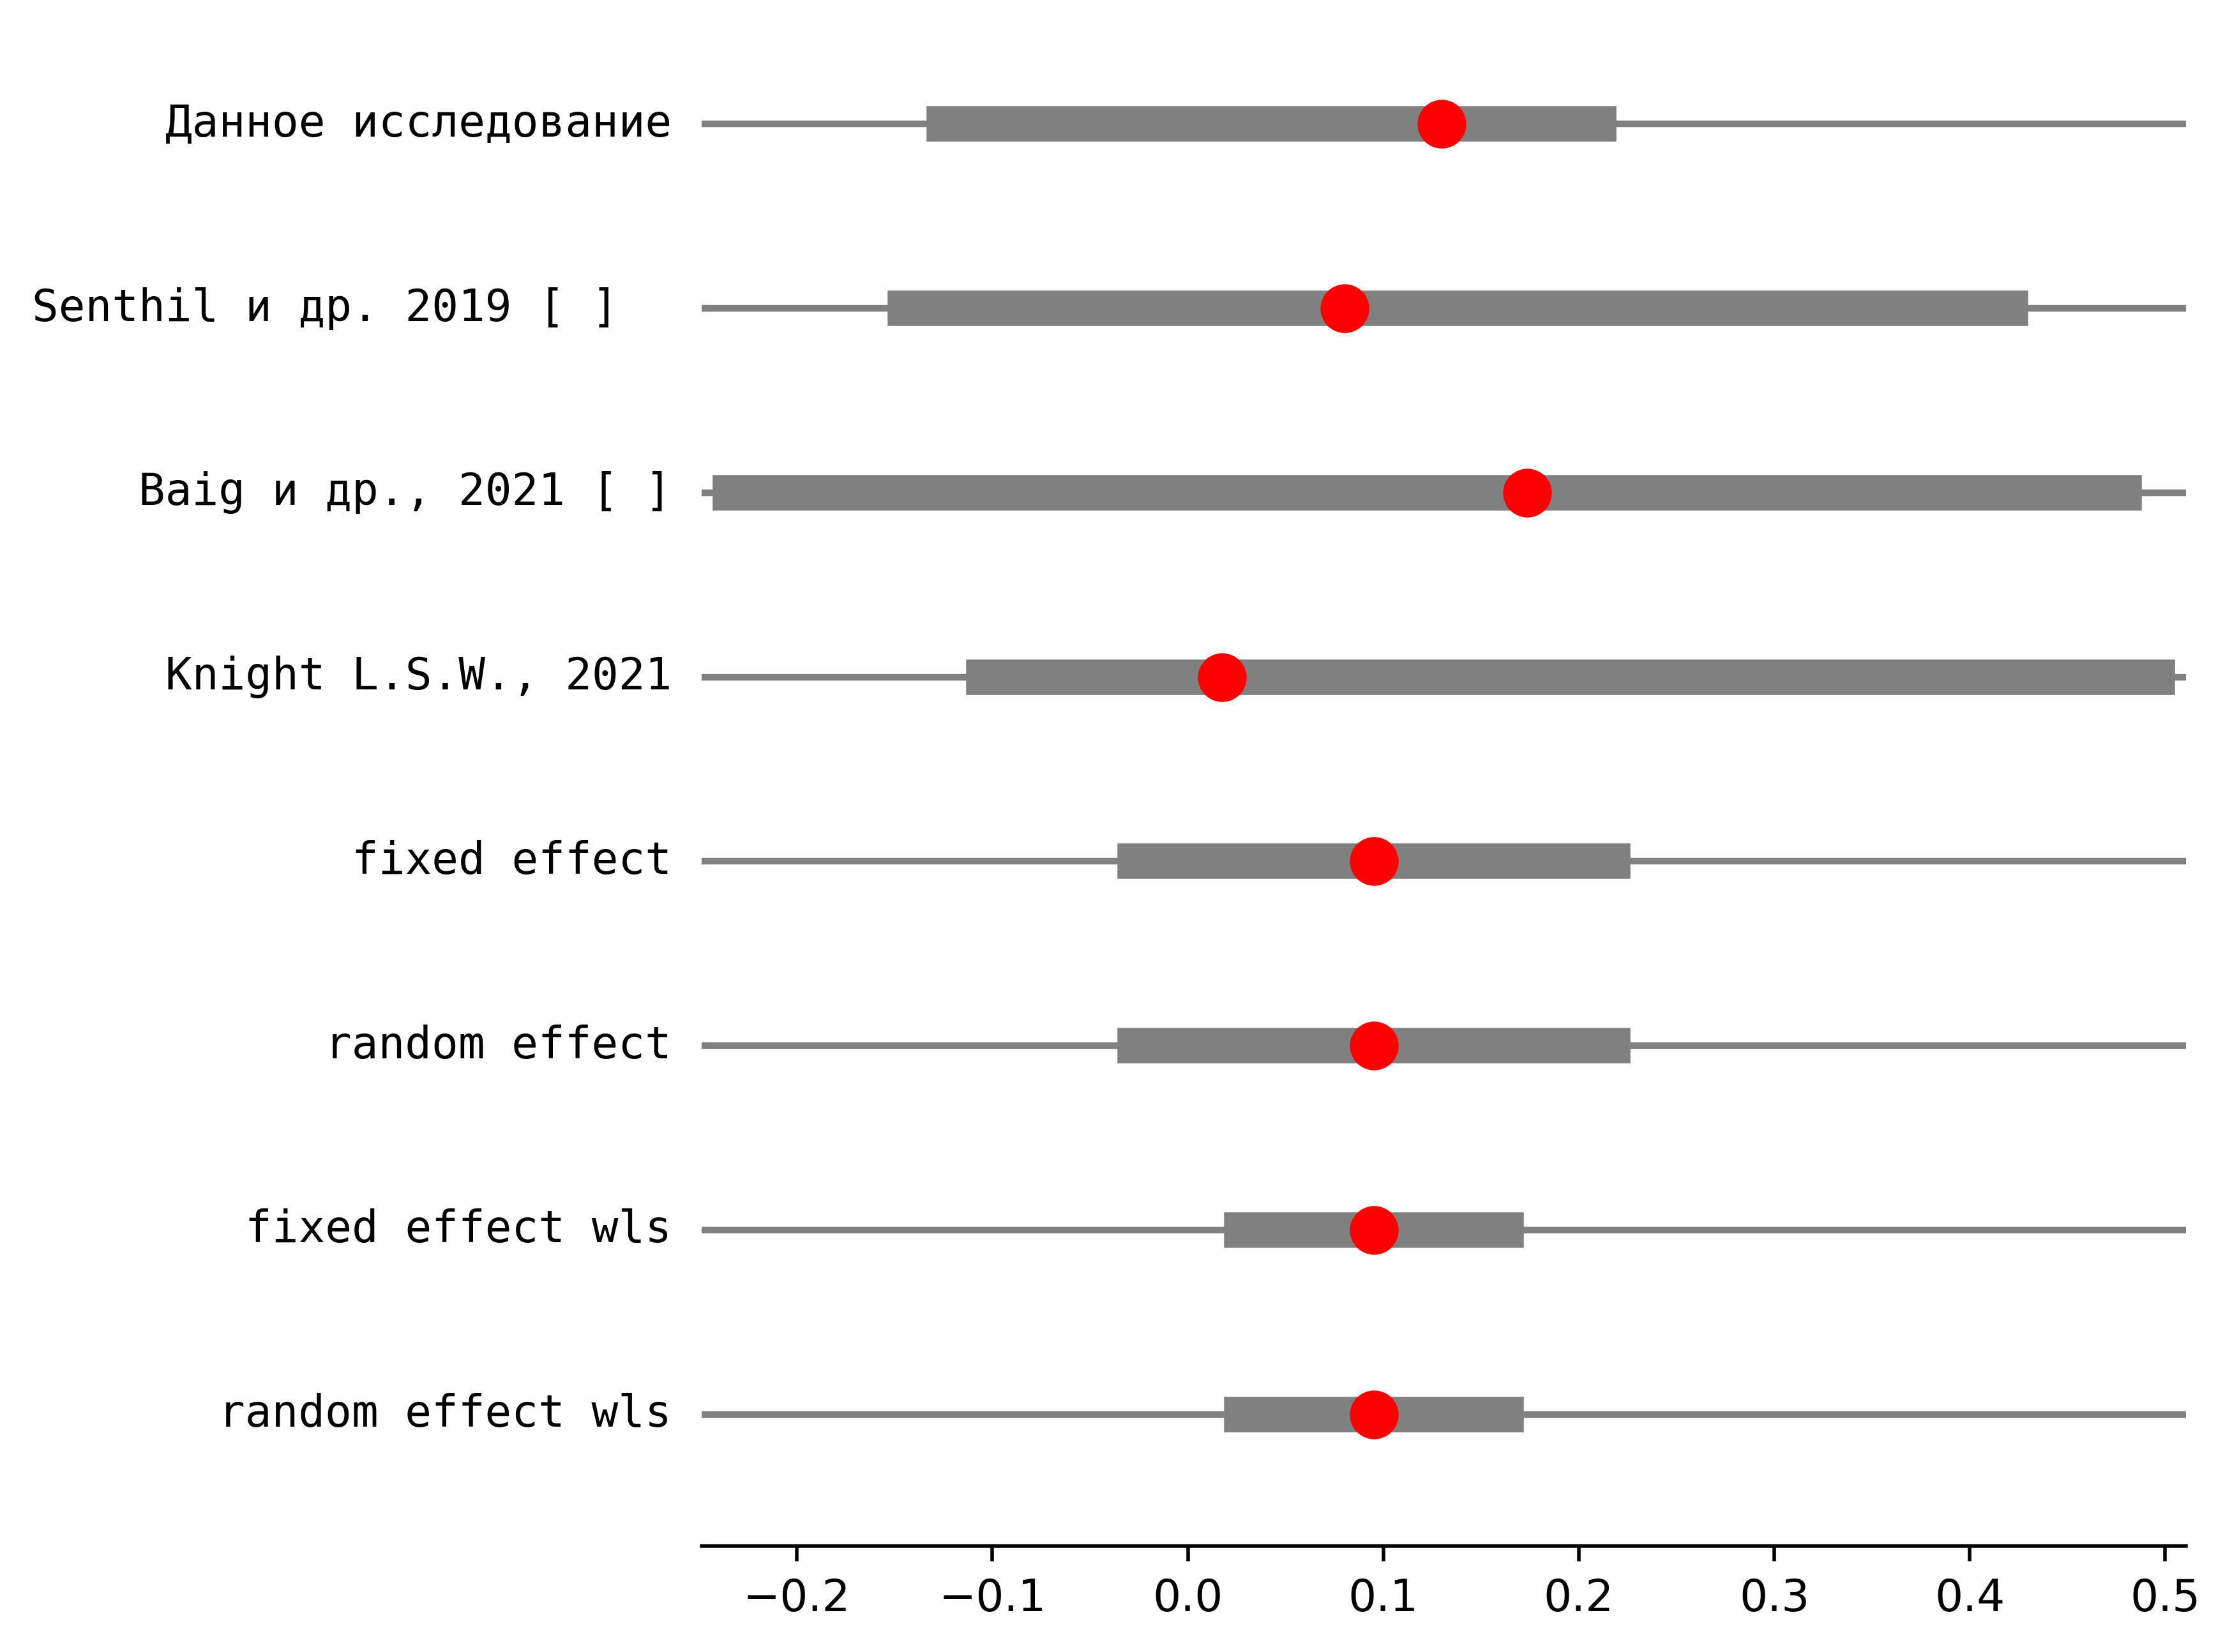 Данное исследование
Senthil и др. 2019 [ ]
Baig и др., 2021 [ ]
Knight L.S.W., 2021
fixed effect
random effect
fixed effect wls
random effect wls
−0.2 −0.1 0.0 0.1 0.2 0.3 0.4 0.5